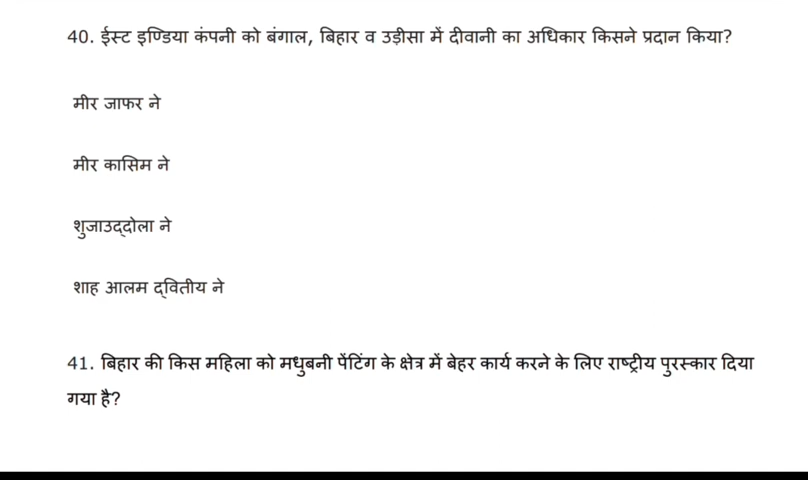 40. ईस्ट इण्डिया कंपनी को बंगाल, बिहार व उड़ीसा में दीवानी का अधिकार किसने प्रदान किया?
मीर जाफर ने
मीर कासिम ने
शुजाउद्दोला ने
शाह आलम द्वितीय ने
41. बिहार की किस महिला को मधुबनी पेंटिंग के क्षेत्र में बेहर कार्य करने के लिए राष्ट्रीय पुरस्कार दिया
गया है?